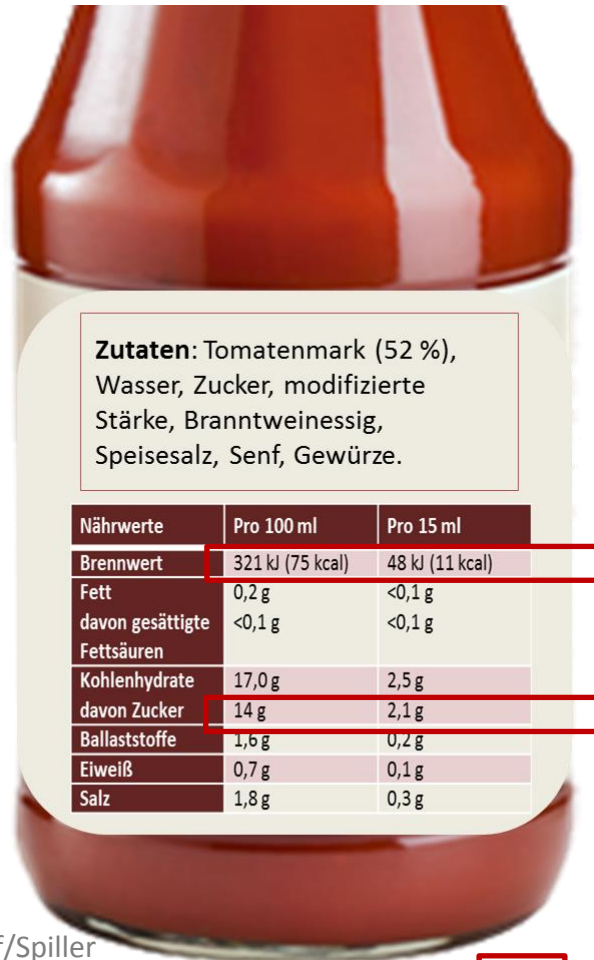 Zutaten: Tomatenmark (52 %),
Wasser, Zucker, modifizierte
Stärke, Branntweinessig,
Speisesalz, Senf, Gewürze.
Nährwerte Pro 100 ml Pro 15 ml
Brennwert 321 kJ (75 kcal) 48 kJ (11 kcal)
Fett 0,2 g <0,1 g
davon gesättigte <0,1 g <0,1 g
Fettsäuren
Kohlenhydrate 17,0 g 2,5 g
davon Zucker 14 g 2,1 g
Ballaststoffe 1,6 g 0,2 g
Eiweiß 0,7 g 0,1 g
Salz 1,8 g 0,3 g
/Spiller